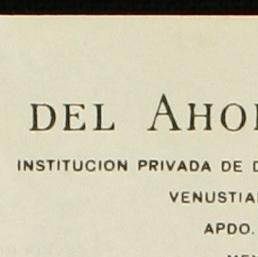 DEL AHO
INSTITUCION PRIVADA DE
VENUSTIA
APDO.